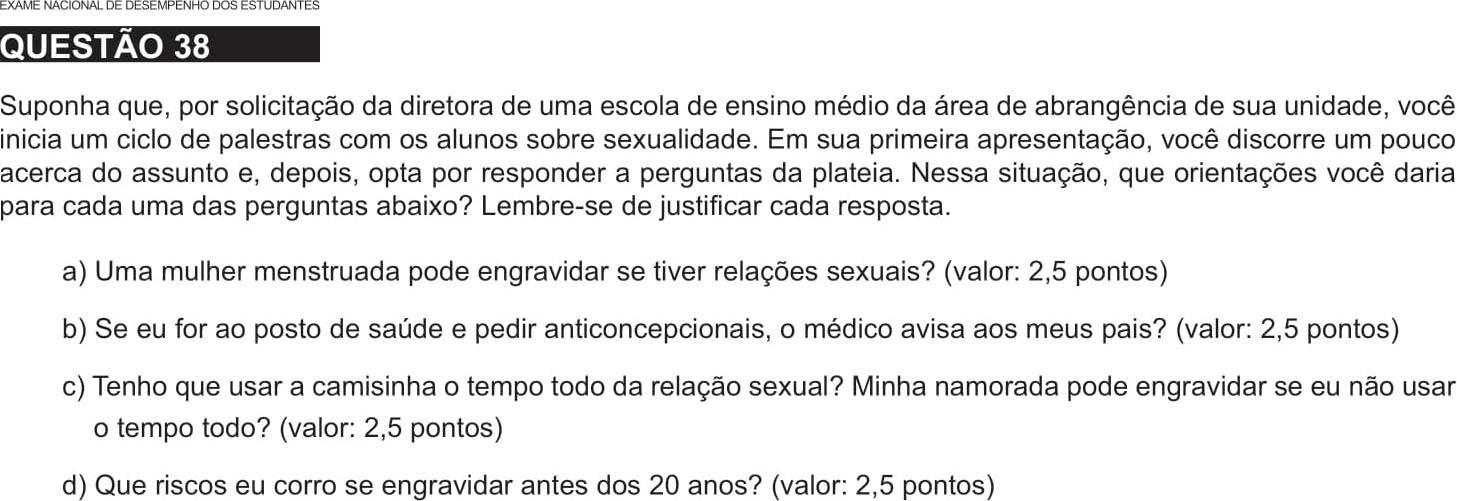 EXAME NACIONAL DE DESEMPENHO DOS ESTUDANTES
QUESTÃO 38
Suponha que, por solicitação da diretora de uma escola de ensino médio da área de abrangência de sua unidade, você
inicia um ciclo de palestras com os alunos sobre sexualidade. Em sua primeira apresentação, você discorre um pouco
acerca do assunto e, depois, opta por responder a perguntas da plateia. Nessa situação, que orientações você daria
para cada uma das perguntas abaixo? Lembre-se de justificar cada resposta.
a) Uma mulher menstruada pode engravidar se tiver relações sexuais? (valor: 2,5 pontos)
b) Se eu for ao posto de saúde e pedir anticoncepcionais, o médico avisa aos meus pais? (valor: 2,5 pontos)
c) Tenho que usar a camisinha o tempo todo da relação sexual? Minha namorada pode engravidar se eu não usar
o tempo todo? (valor: 2,5 pontos)
d) Que riscos eu corro se engravidar antes dos 20 anos? (valor: 2,5 pontos)